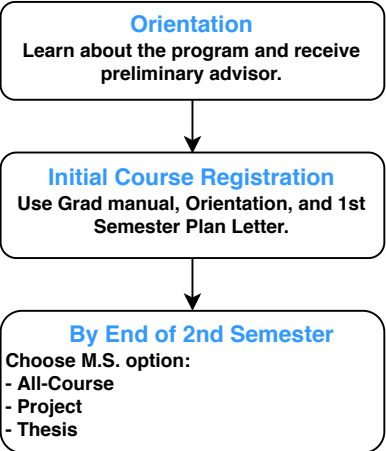 Orientation
Learn about the program and receive
preliminary advisor.
Initial Course Registration
Use Grad manual, Orientation, and 1st
Semester Plan Letter.
By End of 2nd Semester
Choose M.S. option:
- All-Course
- Project
- Thesis